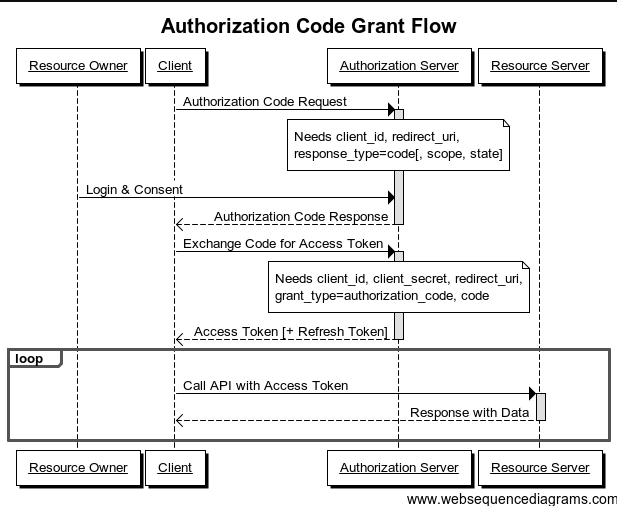 Authorization Code Grant Flow
Resource Owner
Client
Authorization Server
Resource Server
Authorization Code Request
Needs client_id, redirect_uri,
response_type=code[, scope, state]
Login & Consent
Authorization Code Response
Exchange Code for Access Token
Needs client_id, client_secret, redirect_uri,
grant_type=authorization_code, code
Access Token [+ Refresh Token]
loop
Call API with Access Token
Response with Data
Resource Owner
Client
Authorization Server
Resource Server
www.websequencediagrams.com